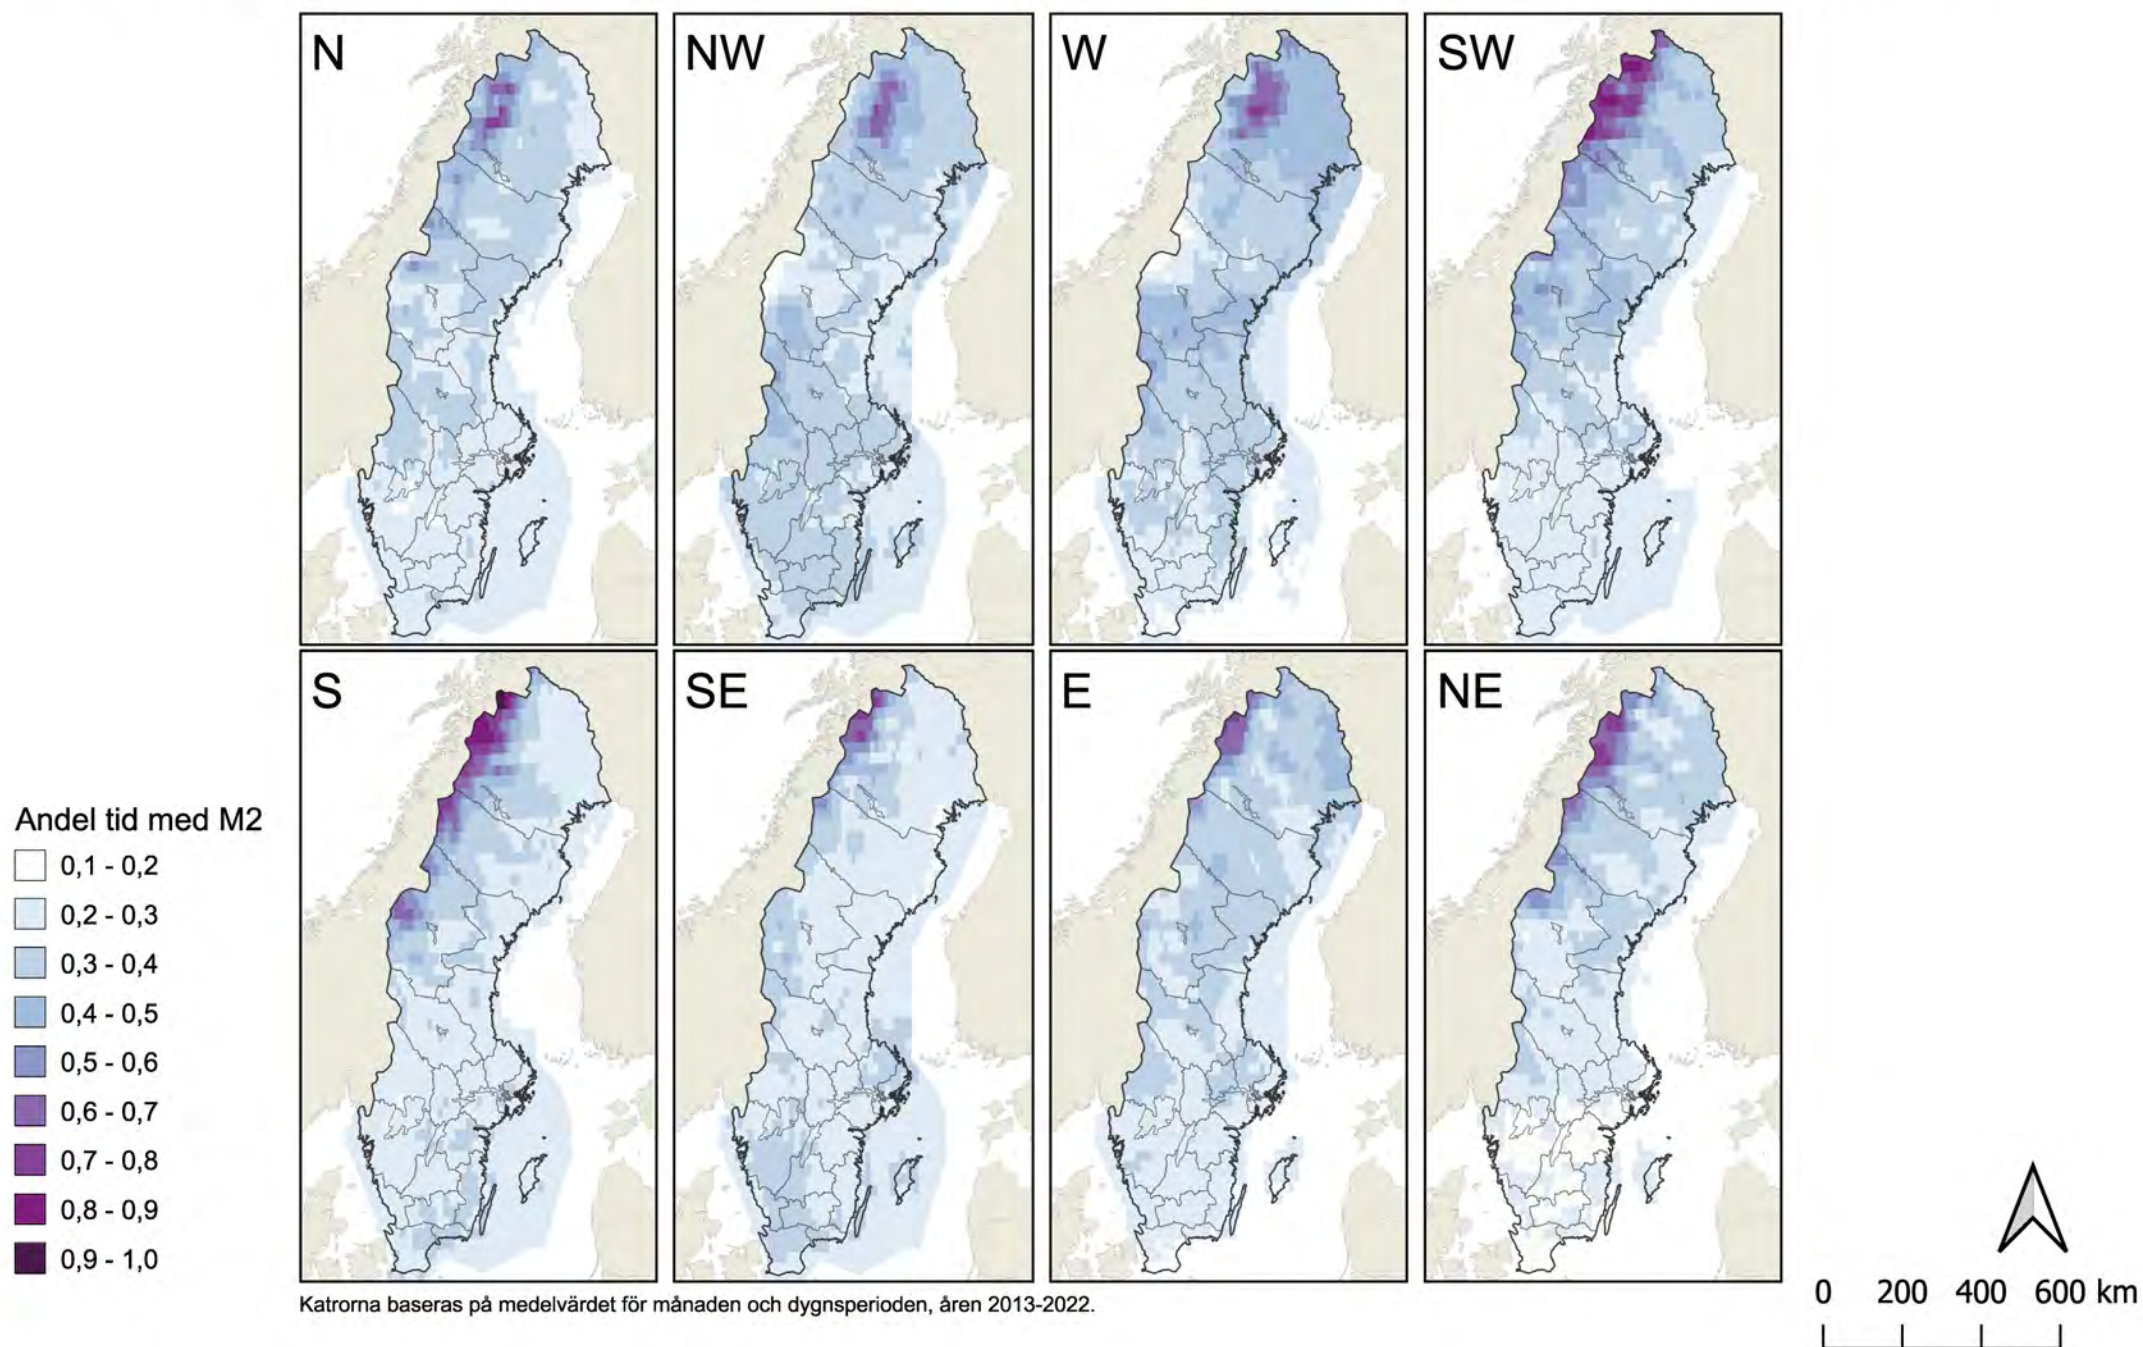 N
NW
W
SW
S
SE
E
NE
Andel tid med M2
0,1 - 0,2
0,2 - 0,3
0,3 - 0,4
0,4 - 0,5
0,5 - 0,6
0,6 - 0,7
0,7 - 0,8
0,8 - 0,9
0,9 - 1,0
Katrorna baseras på medelvärdet för månaden och dygnsperioden, åren 2013-2022.
0 200 400 600 km